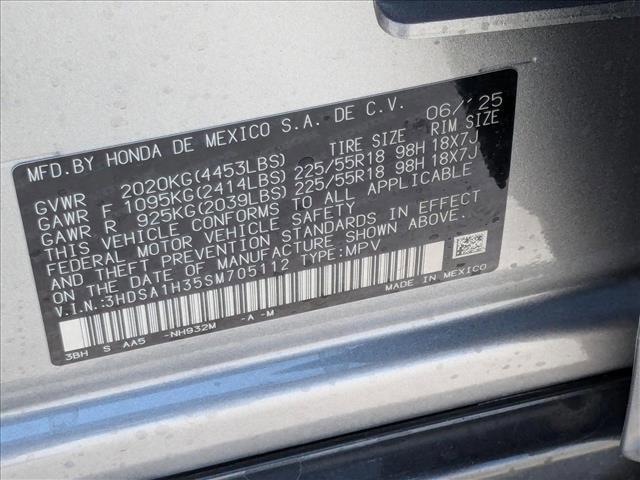 MFD.BY HONDA DE MEXICO S.A. DE C.V. 06/'25
GVWR 2020KG(4453LBS) TIRE SIZE RIM SIZE
GAWR F 1095KG(2414LBS) 225/55R18 98H 18X7J
GAWR R 925KG(2039LBS) 225/55R18 98H 18X7J
THIS VEHICLE CONFORMS TO ALL APPLICABLE
FEDERAL MOTOR VEHICLE SAFETY
AND THEFT PREVENTION STANDARDS IN EFFECT
ON THE DATE OF MANUFACTURE SHOWN ABOVE.
V.I.N.:3HDSA1H35SM705112 TYPE:MPV
MADE IN MEXICO
3BH S AA5 -NH932M -A -M